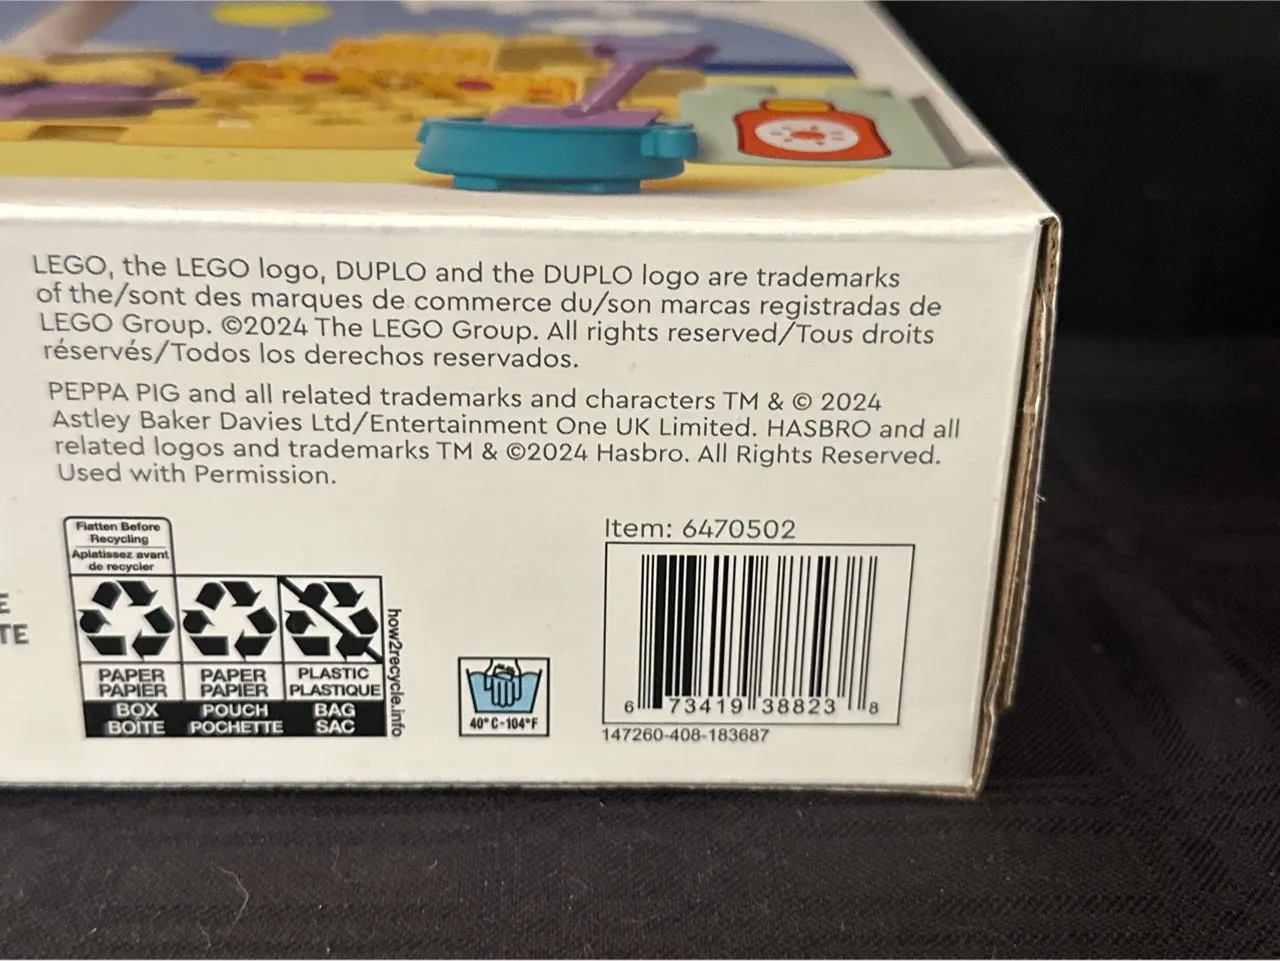 LEGO, the LEGO logo, DUPLO and the DUPLO logo are trademarks
of the/sont des marques de commerce du/son marcas registradas de
LEGO Group. ©2024 The LEGO Group. All rights reserved/Tous droits
réservés/Todos los derechos reservados.
PEPPA PIG and all related trademarks and characters TM & © 2024
Astley Baker Davies Ltd/Entertainment One UK Limited. HASBRO and all
related logos and trademarks TM & ©2024 Hasbro. All Rights Reserved.
Used with Permission.
E
TE
Flatten Before
Recycling
Aplatissez avant
de recycler
PAPER
PAPIER
BOX
BOÎTE
PAPER
PAPIER
POUCH
POCHETTE
PLASTIC
PLASTIQUE
BAG
SAC
how2recycle.info
40°C-104°F
Item: 6470502
6 73419 38823 8
147260-408-183687